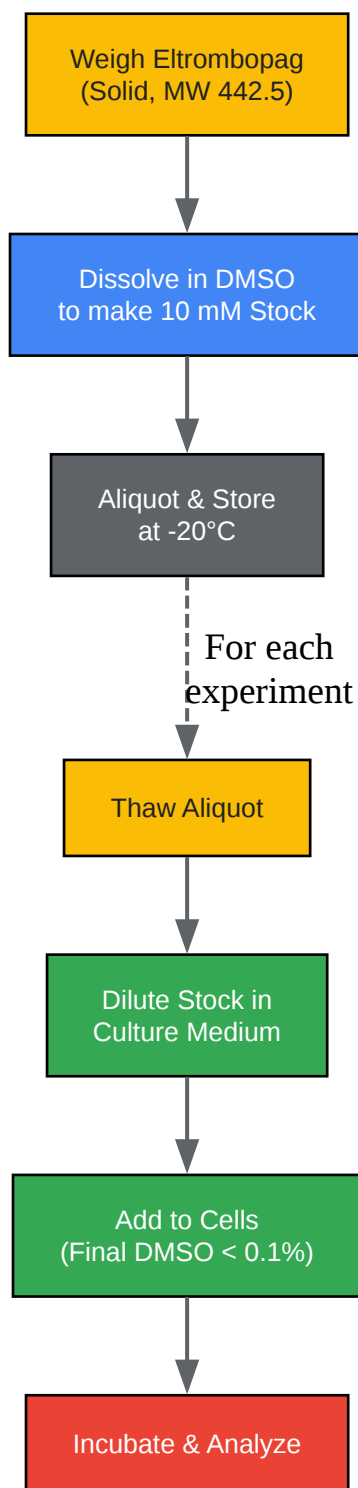 Weigh Eltrombopag
(Solid, MW 442.5)
Dissolve in DMSO
to make 10 mM Stock
Aliquot & Store
at -20°C
For each
experiment
Thaw Aliquot
Dilute Stock in
Culture Medium
Add to Cells
(Final DMSO < 0.1%)
Incubate & Analyze